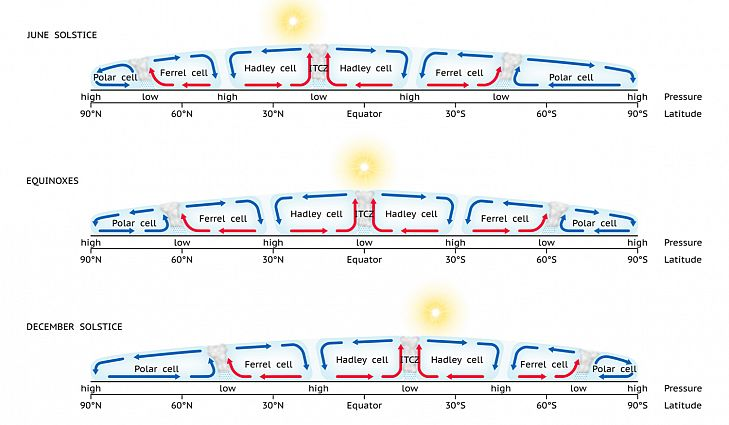 JUNE SOLSTICE
Polar cell Ferrel cell Hadley cell ITCZ Hadley cell Ferrel cell Polar cell
high low high low high low high Pressure
90°N 60°N 30°N Equator 30°S 60°S 90°S Latitude
EQUINOXES
Polar cell Ferrel cell Hadley cell ITCZ Hadley cell Ferrel cell Polar cell
high low high low high low high Pressure
90°N 60°N 30°N Equator 30°S 60°S 90°S Latitude
DECEMBER SOLSTICE
Polar cell Ferrel cell Hadley cell ITCZ Hadley cell Ferrel cell Polar cell
high low high low high low high Pressure
90°N 60°N 30°N Equator 30°S 60°S 90°S Latitude